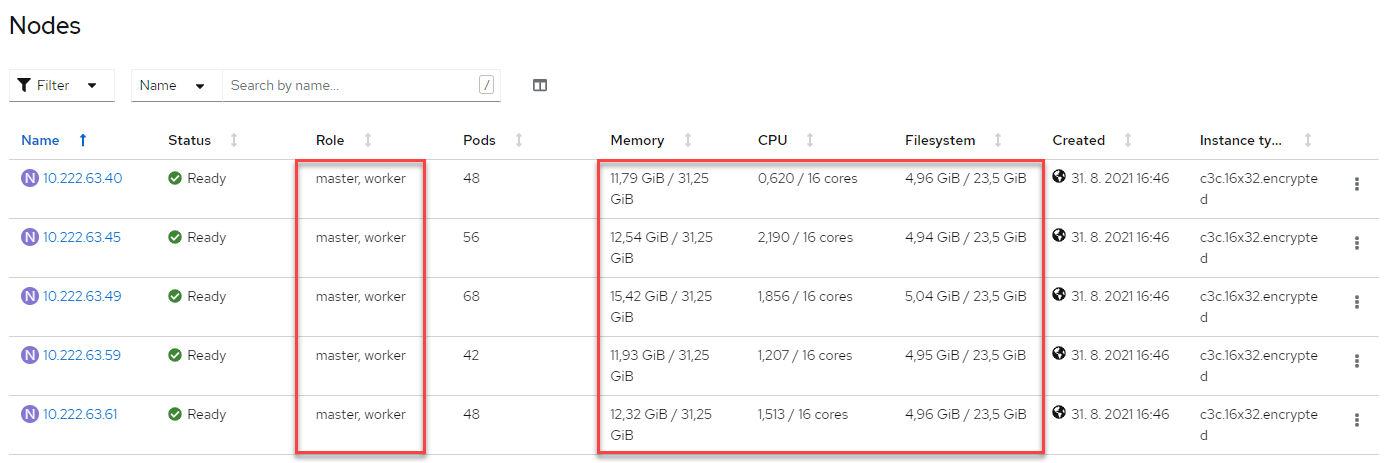 Nodes
Filter Name Search by name... /
Name Status Role Pods Memory CPU Filesystem Created Instance ty...
N 10.222.63.40 Ready master, worker 48 11,79 GiB / 31,25 0,620 / 16 cores 4,96 GiB / 23,5 GiB 31. 8. 2021 16:46 c3c.16x32.encrypte
GiB d
N 10.222.63.45 Ready master, worker 56 12,54 GiB / 31,25 2,190 / 16 cores 4,94 GiB / 23,5 GiB 31. 8. 2021 16:46 c3c.16x32.encrypte
GiB d
N 10.222.63.49 Ready master, worker 68 15,42 GiB / 31,25 1,856 / 16 cores 5,04 GiB / 23,5 GiB 31. 8. 2021 16:46 c3c.16x32.encrypte
GiB d
N 10.222.63.59 Ready master, worker 42 11,93 GiB / 31,25 1,207 / 16 cores 4,95 GiB / 23,5 GiB 31. 8. 2021 16:46 c3c.16x32.encrypte
GiB d
N 10.222.63.61 Ready master, worker 48 12,32 GiB / 31,25 1,513 / 16 cores 4,96 GiB / 23,5 GiB 31. 8. 2021 16:46 c3c.16x32.encrypte
GiB d